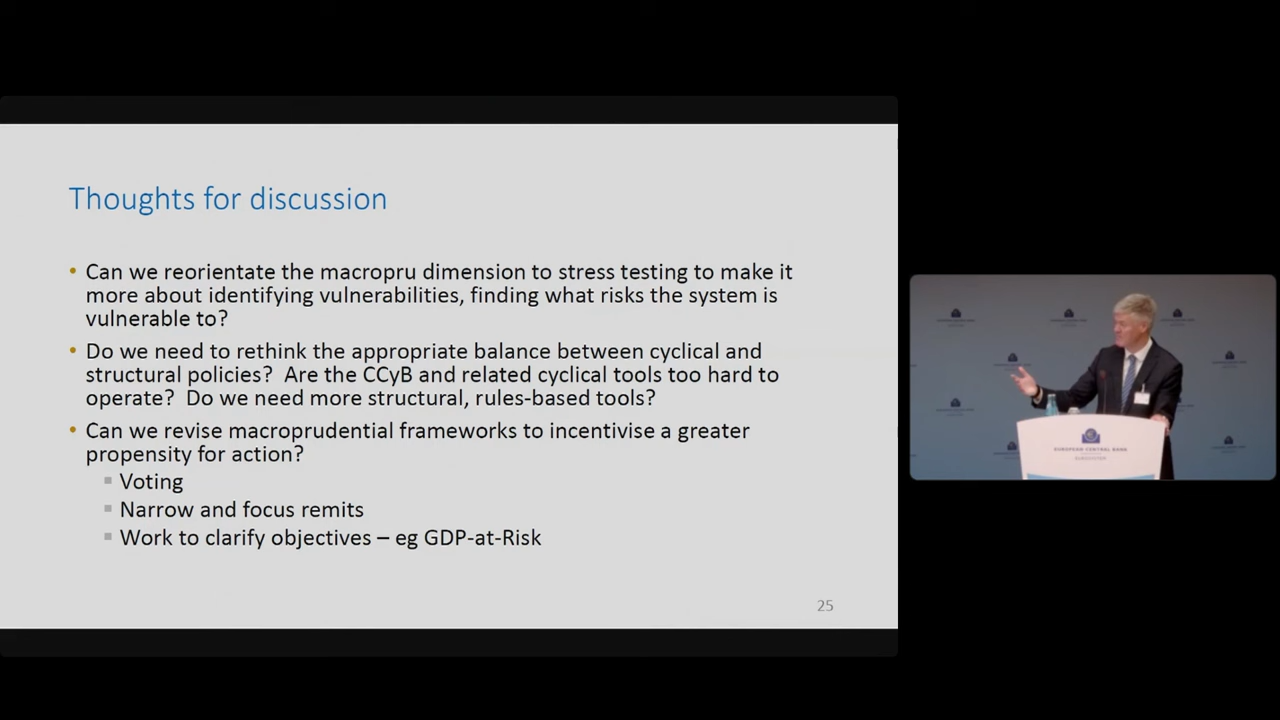 Thoughts for discussion
• Can we reorientate the macropru dimension to stress testing to make it
more about identifying vulnerabilities, finding what risks the system is
vulnerable to?
• Do we need to rethink the appropriate balance between cyclical and
structural policies?  Are the CCyB and related cyclical tools too hard to
operate?  Do we need more structural, rules-based tools?
• Can we revise macroprudential frameworks to incentivise a greater
propensity for action?
▪ Voting
▪ Narrow and focus remits
▪ Work to clarify objectives – eg GDP-at-Risk
25
EUROPEAN CENTRAL BANK
EUROSYSTEM